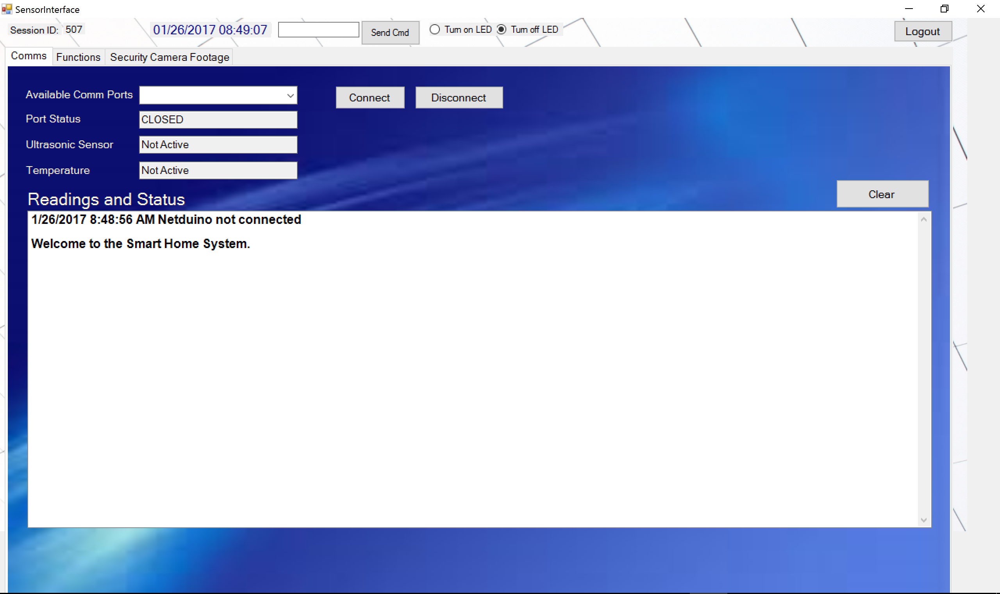 SensorInterface
Session ID: 507 01/26/2017 08:49:07 Send Cmd Turn on LED Turn off LED Logout
Comms Functions Security Camera Footage
Available Comm Ports Connect Disconnect
Port Status CLOSED
Ultrasonic Sensor Not Active
Temperature Not Active
Clear
Readings and Status
1/26/2017 8:48:56 AM Netduino not connected
Welcome to the Smart Home System.